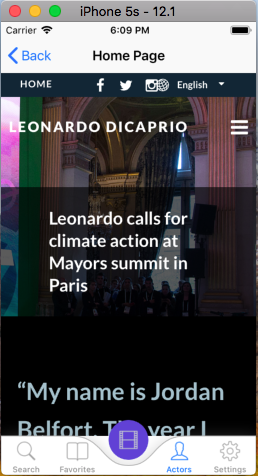 iPhone 5s - 12.1
Carrier 6:09 PM
Back Home Page
HOME English
LEONARDO DICAPRIO
Leonardo calls for
climate action at
Mayors summit in
Paris
“My name is Jordan
Belfort. The year I
Search Favorites Actors Settings